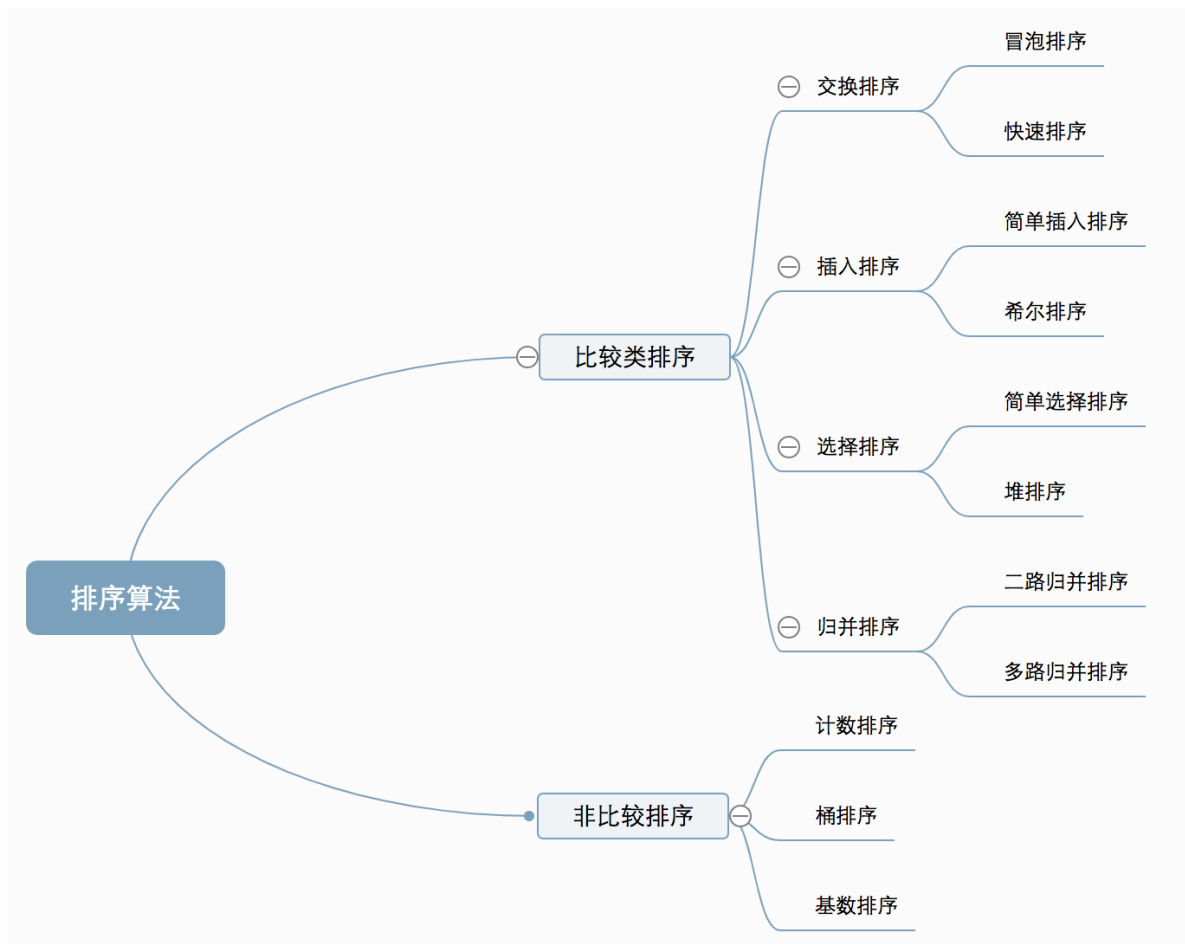 排序算法
比较类排序
交换排序
冒泡排序
快速排序
插入排序
简单插入排序
希尔排序
选择排序
简单选择排序
堆排序
归并排序
二路归并排序
多路归并排序
非比较排序
计数排序
桶排序
基数排序